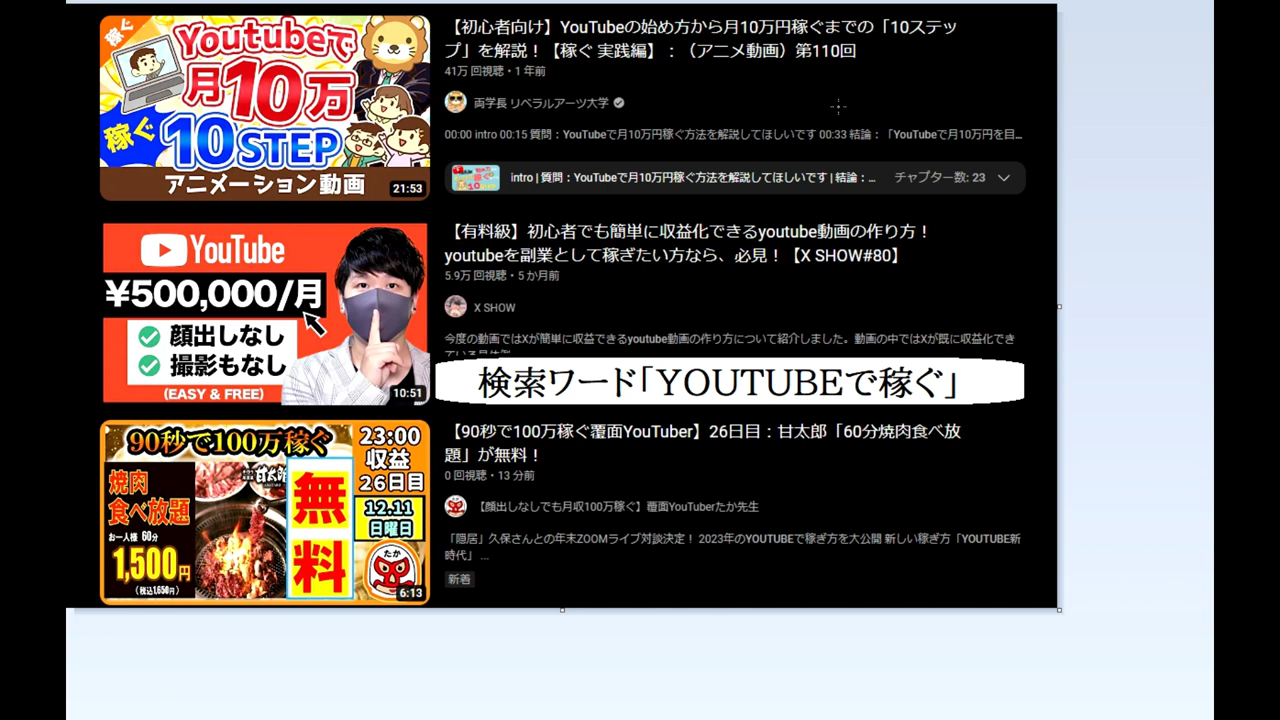 稼ぐ
Youtubeで
月10万
稼ぐ
10STEP
アニメーション動画
21:53
【初心者向け】YouTubeの始め方から月10万円稼ぐまでの「10ステッ
プ」を解説！【稼ぐ 実践編】：（アニメ動画）第110回
41万 回視聴・1 年前
両学長 リベラルアーツ大学
00:00 intro 00:15 質問：YouTubeで月10万円稼ぐ方法を解説してほしいです 00:33 結論：「YouTubeで月10万円を目...
intro | 質問：YouTubeで月10万円稼ぐ方法を解説してほしいです | 結論：... チャプター数: 23
YouTube
¥500,000/月
顔出しなし
撮影もなし
(EASY & FREE)
10:51
【有料級】初心者でも簡単に収益化できるyoutube動画の作り方！
youtubeを副業として稼ぎたい方なら、必見！【X SHOW#80】
5.9万 回視聴・5 か月前
X SHOW
今度の動画ではXが簡単に収益できるyoutube動画の作り方について紹介しました。動画の中ではXが既に収益化でき
検索ワード「YOUTUBEで稼ぐ」
90秒で100万稼ぐ
23:00
収益
26日目
焼肉
食べ放題
お一人様 60分
1,500円
（税込1,650円）
甘太郎
無料
12.11
日曜日
たか
6:13
【90秒で100万稼ぐ覆面YouTuber】26日目：甘太郎「60分焼肉食べ放
題」が無料！
0 回視聴・13 分前
【顔出しなしでも月収100万稼ぐ】覆面YouTuberたか先生
「隠居」久保さんとの年末ZOOMライブ対談決定！ 2023年のYOUTUBEで稼ぎ方を大公開 新しい稼ぎ方「YOUTUBE新
時代」 ...
新着